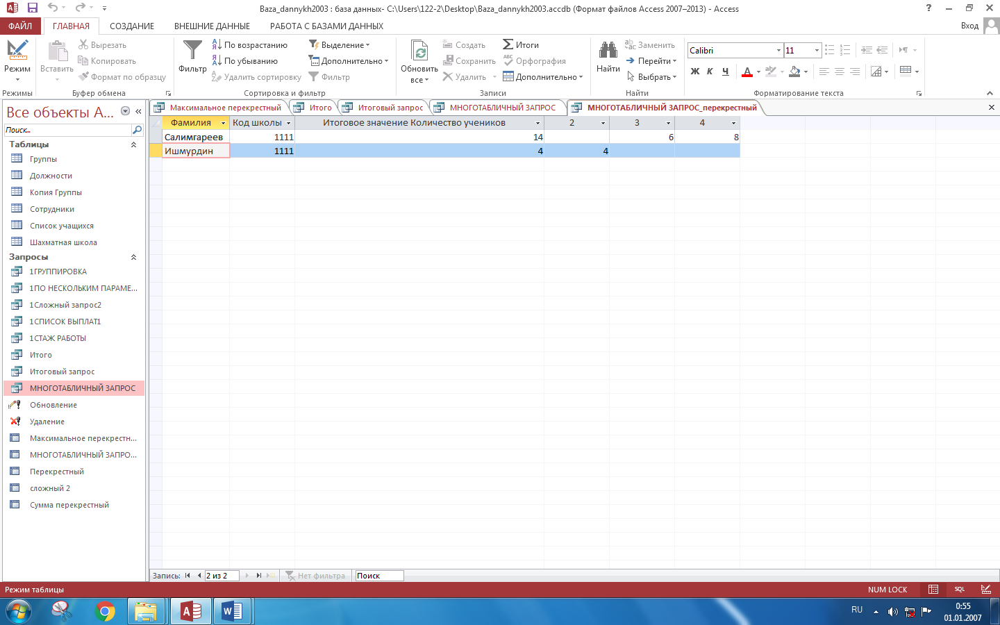 Baza_dannykh2003 : база данных- C:\Users\122-2\Desktop\Baza_dannykh2003.accdb (Формат файлов Access 2007–2013) - Access
ФАЙЛ ГЛАВНАЯ СОЗДАНИЕ ВНЕШНИЕ ДАННЫЕ РАБОТА С БАЗАМИ ДАННЫХ Вход
Режим
Режимы
Вставить
Вырезать
Копировать
Формат по образцу
Буфер обмена
Фильтр
По возрастанию
По убыванию
Удалить сортировку
Выделение
Дополнительно
Фильтр
Сортировка и фильтр
Обновить
все
Создать
Сохранить
Удалить
Итоги
Орфография
Дополнительно
Записи
Найти
Заменить
Перейти
Выбрать
Найти
Calibri 11
Ж К Ч А
Форматирование текста
Все объекты A...
Поиск...
Таблицы
Группы
Должности
Копия Группы
Сотрудники
Список учащихся
Шахматная школа
Запросы
1ГРУППИРОВКА
1ПО НЕСКОЛЬКИМ ПАРАМЕ...
1Сложный запрос2
1СПИСОК ВЫПЛАТ1
1СТАЖ РАБОТЫ
Итого
Итоговый запрос
МНОГОТАБЛИЧНЫЙ ЗАПРОС
Обновление
Удаление
Максимальное перекрестн...
МНОГОТАБЛИЧНЫЙ ЗАПРО...
Перекрестный
сложный 2
Сумма перекрестный
Максимальное перекрестный Итого Итоговый запрос МНОГОТАБЛИЧНЫЙ ЗАПРОС МНОГОТАБЛИЧНЫЙ ЗАПРОС_перекрестный
Фамилия Код школы Итоговое значение Количество учеников 2 3 4
Салимгареев 1111 14 6 8
Ишмурдин 1111 4 4
Запись: 2 из 2 Нет фильтра Поиск
Режим таблицы NUM LOCK SQL
RU 0:55
01.01.2007